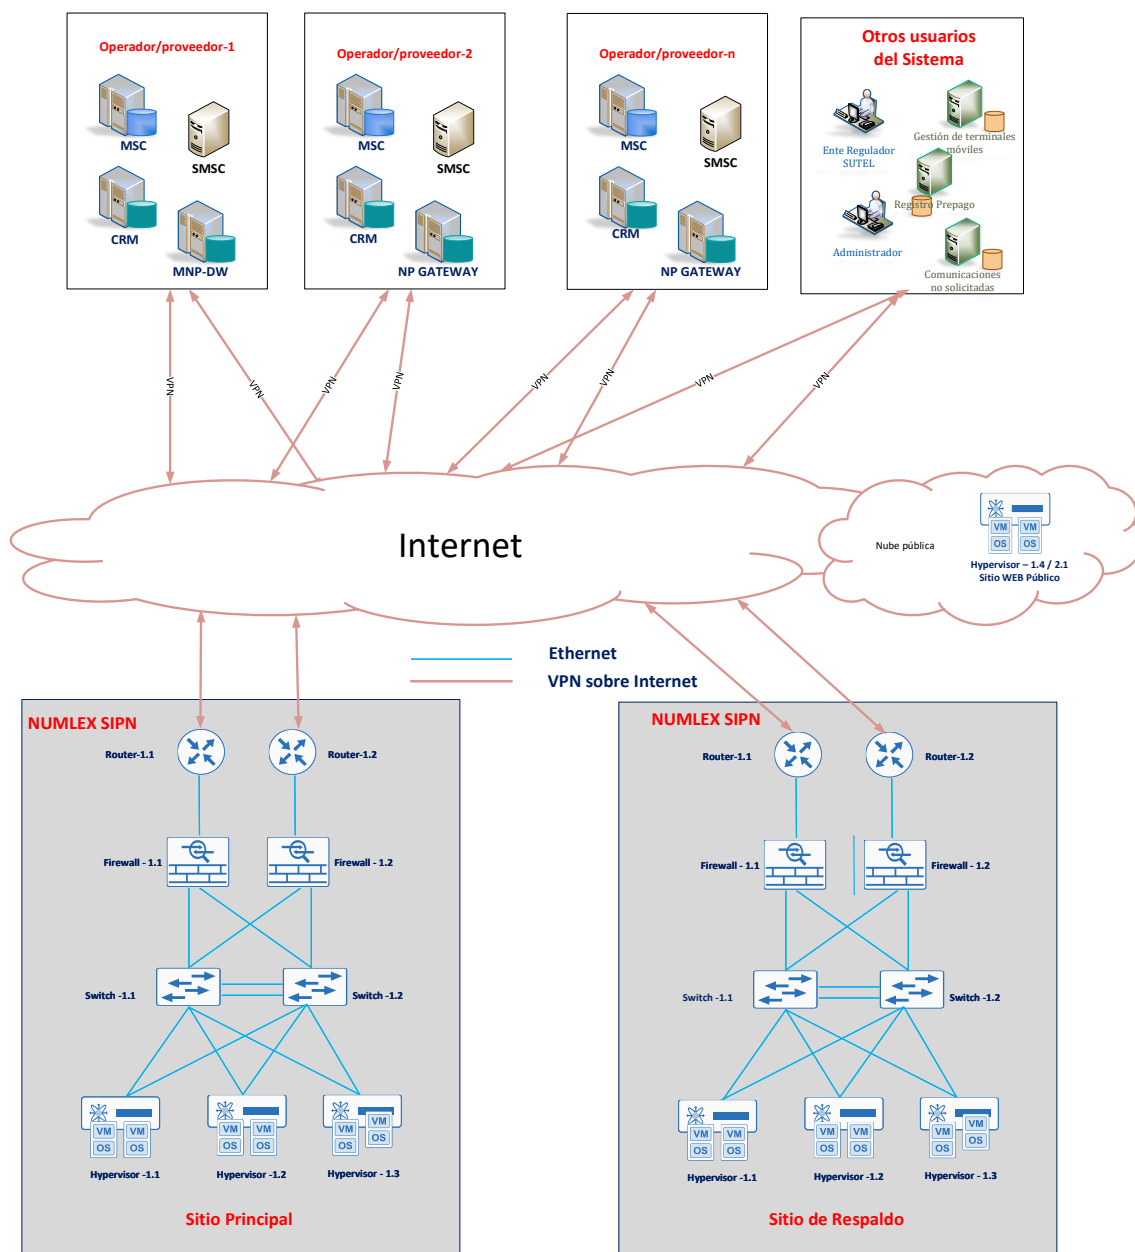 Operador/proveedor-1
MSC
SMSC
CRM
MNP-DW
Operador/proveedor-2
MSC
SMSC
CRM
NP GATEWAY
Operador/proveedor-n
MSC
SMSC
CRM
NP GATEWAY
Otros usuarios
del Sistema
Ente Regulador
SUTEL
Gestión de terminales
móviles
Registro Prepago
Administrador
Comunicaciones
no solicitadas
VPN
VPN
VPN
VPN
VPN
VPN
VPN
VPN
Internet
Nube pública
VM
VM
OS
OS
Hypervisor – 1.4 / 2.1
Sitio WEB Público
Ethernet
VPN sobre Internet
NUMLEX SIPN
Router-1.1
Router-1.2
Firewall - 1.1
Firewall - 1.2
Switch -1.1
Switch -1.2
VM
VM
OS
OS
VM
VM
OS
OS
VM
VM
OS
OS
Hypervisor -1.1
Hypervisor -1.2
Hypervisor - 1.3
Sitio Principal
NUMLEX SIPN
Router-1.1
Router-1.2
Firewall - 1.1
Firewall - 1.2
Switch -1.1
Switch -1.2
VM
VM
OS
OS
VM
VM
OS
OS
VM
VM
OS
OS
Hypervisor -1.1
Hypervisor -1.2
Hypervisor - 1.3
Sitio de Respaldo